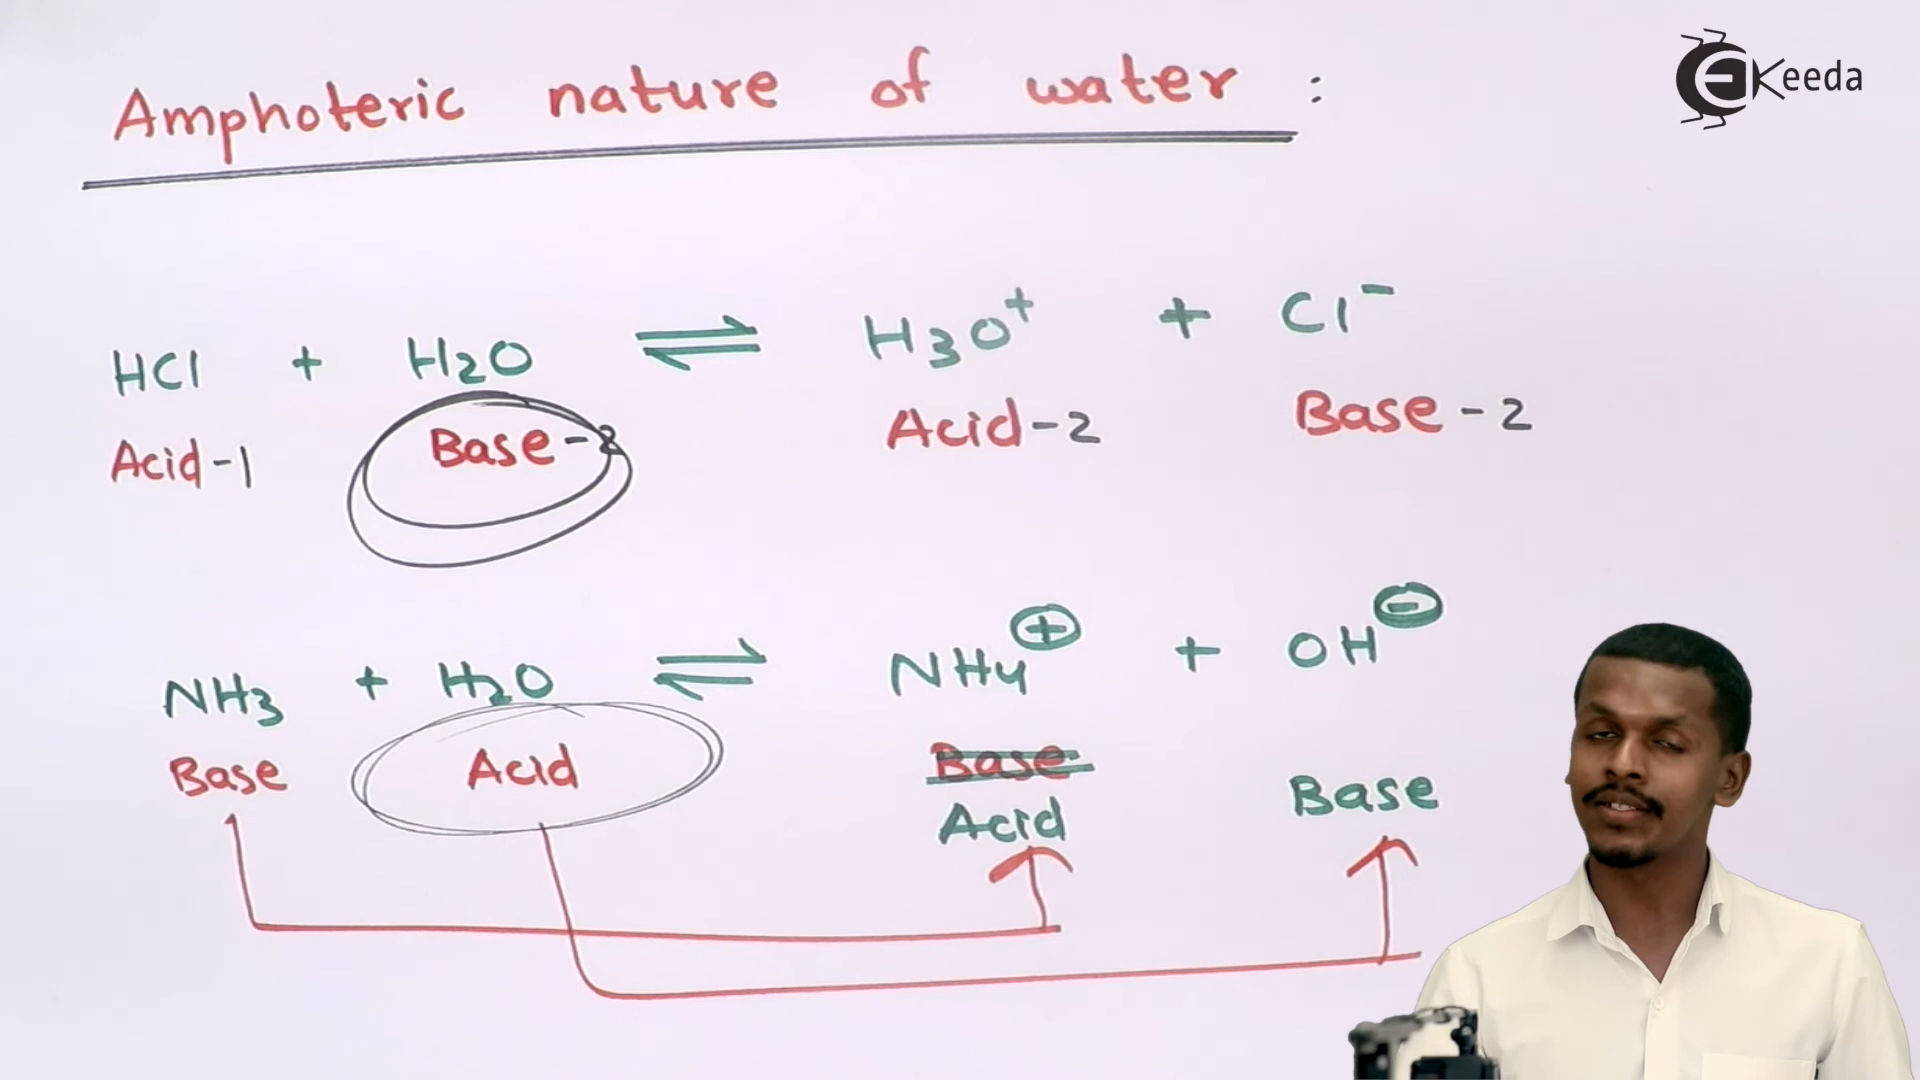 Amphoteric nature of water :
Keeda
HCl + H2O ⇌ H3O+ + Cl-
Acid-1 Base-2 Acid-2 Base-2
NH3 + H2O ⇌ NH4⊕ + OH⊖
Base Acid Base Base
Acid